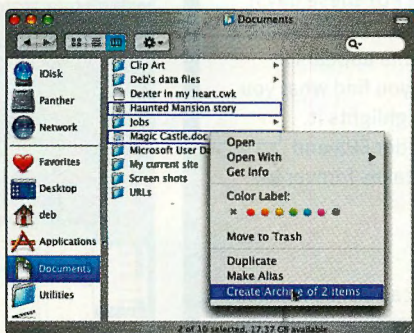 Documents
iDisk
Panther
Network
Favorites
Desktop
deb
Applications
Documents
Utilities
Clip Art
Deb's data files
Dexter in my heart.cwk
Haunted Mansion story
Jobs
Magic Castle.doc
Microsoft User Da
My current site
Screen shots
URLs
Open
Open With
Get Info
Color Label:
Move to Trash
Duplicate
Make Alias
Create Archive of 2 items
2 of 10 selected, 17.37 GB available